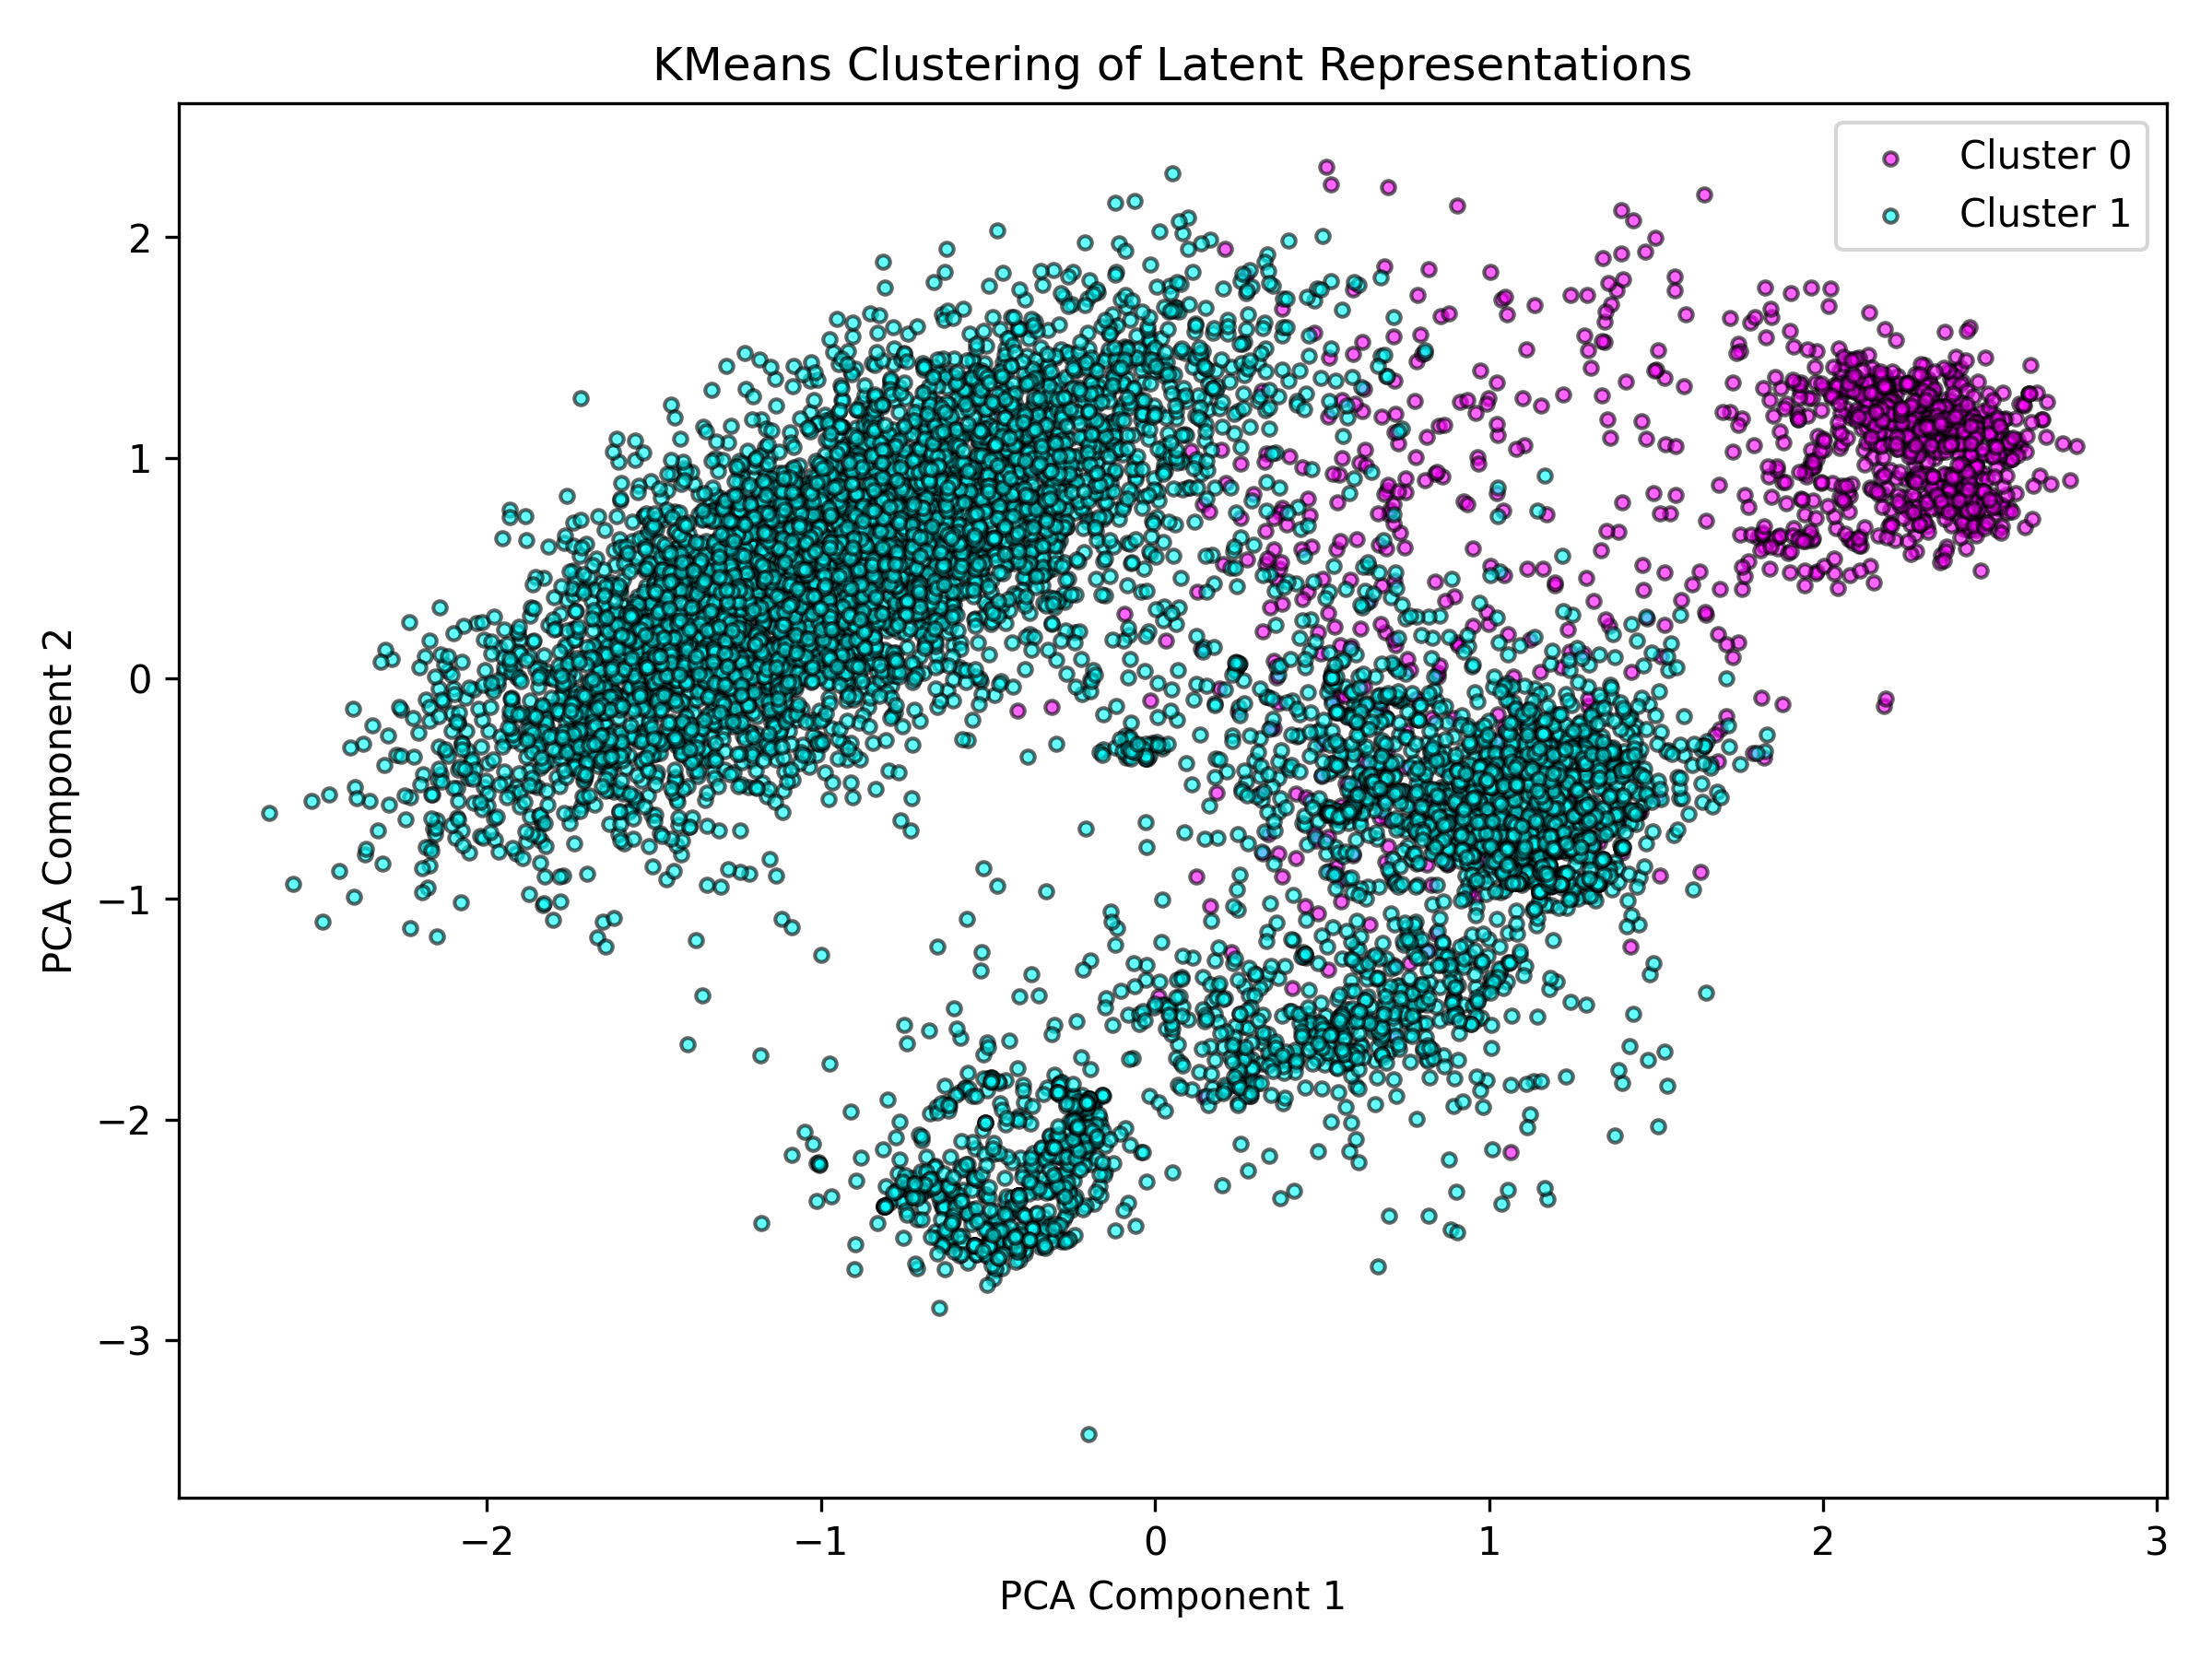 KMeans Clustering of Latent Representations
Cluster 0
Cluster 1
2
1
0
−1
−2
−3
PCA Component 2
−2
−1
0
1
2
3
PCA Component 1